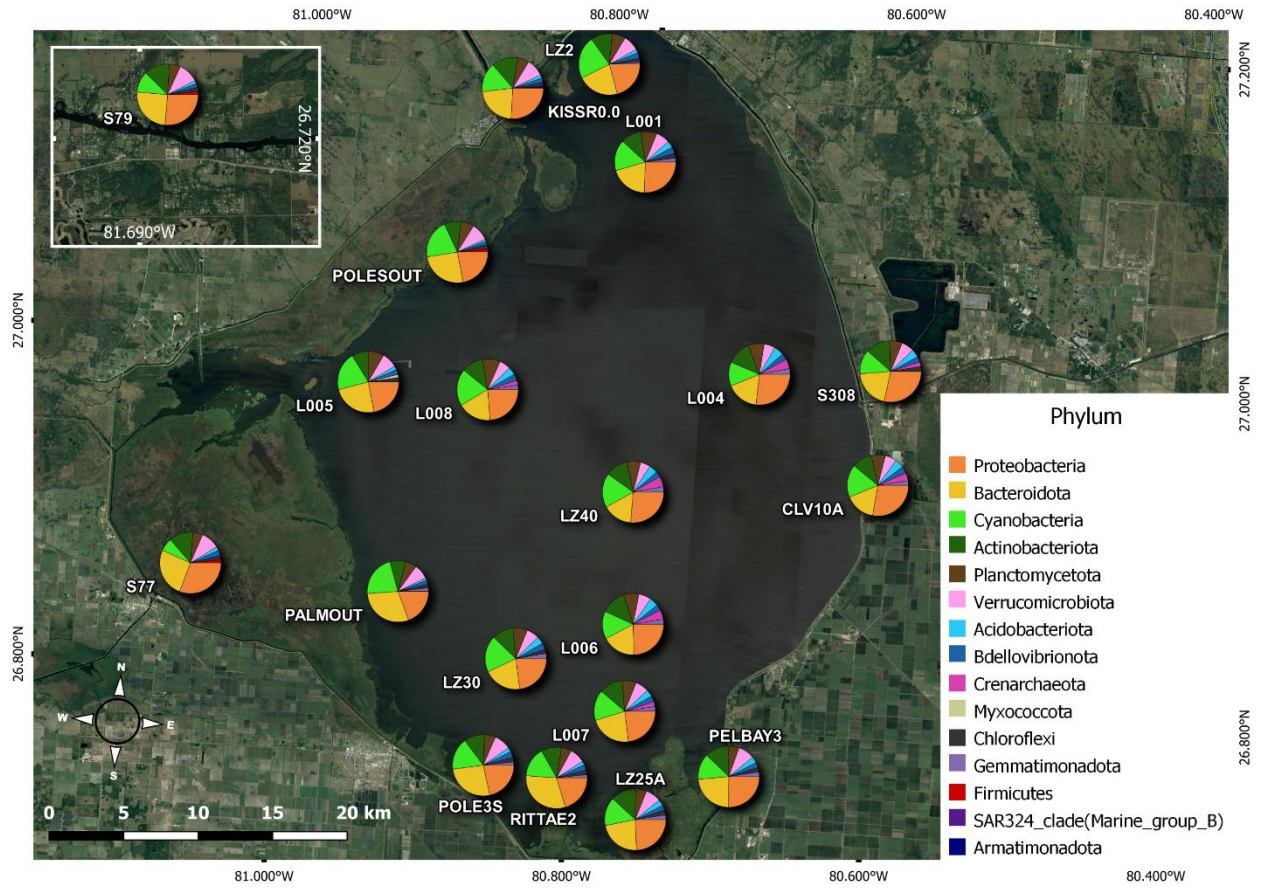 81.000°W
80.800°W
80.600°W
80.400°W
LZ2
27.200°N
S79
26.720°N
KISSR0.0
L001
81.690°W
POLESOUT
27.000°N
L005
L008
L004
S308
27.000°N
Phylum
Proteobacteria
Bacteroidota
Cyanobacteria
Actinobacteriota
Planctomycetota
Verrucomicrobiota
Acidobacteriota
Bdellovibrionota
Crenarchaeota
Myxococcota
Chloroflexi
Gemmatimonadota
Firmicutes
SAR324_clade(Marine_group_B)
Armatimonadota
LZ40
CLV10A
S77
PALMOUT
L006
26.800°N
LZ30
N
W
E
S
L007
PELBAY3
26.800°N
LZ25A
POLE3S
RITTAE2
0 5 10 15 20 km
81.000°W
80.800°W
80.600°W
80.400°W